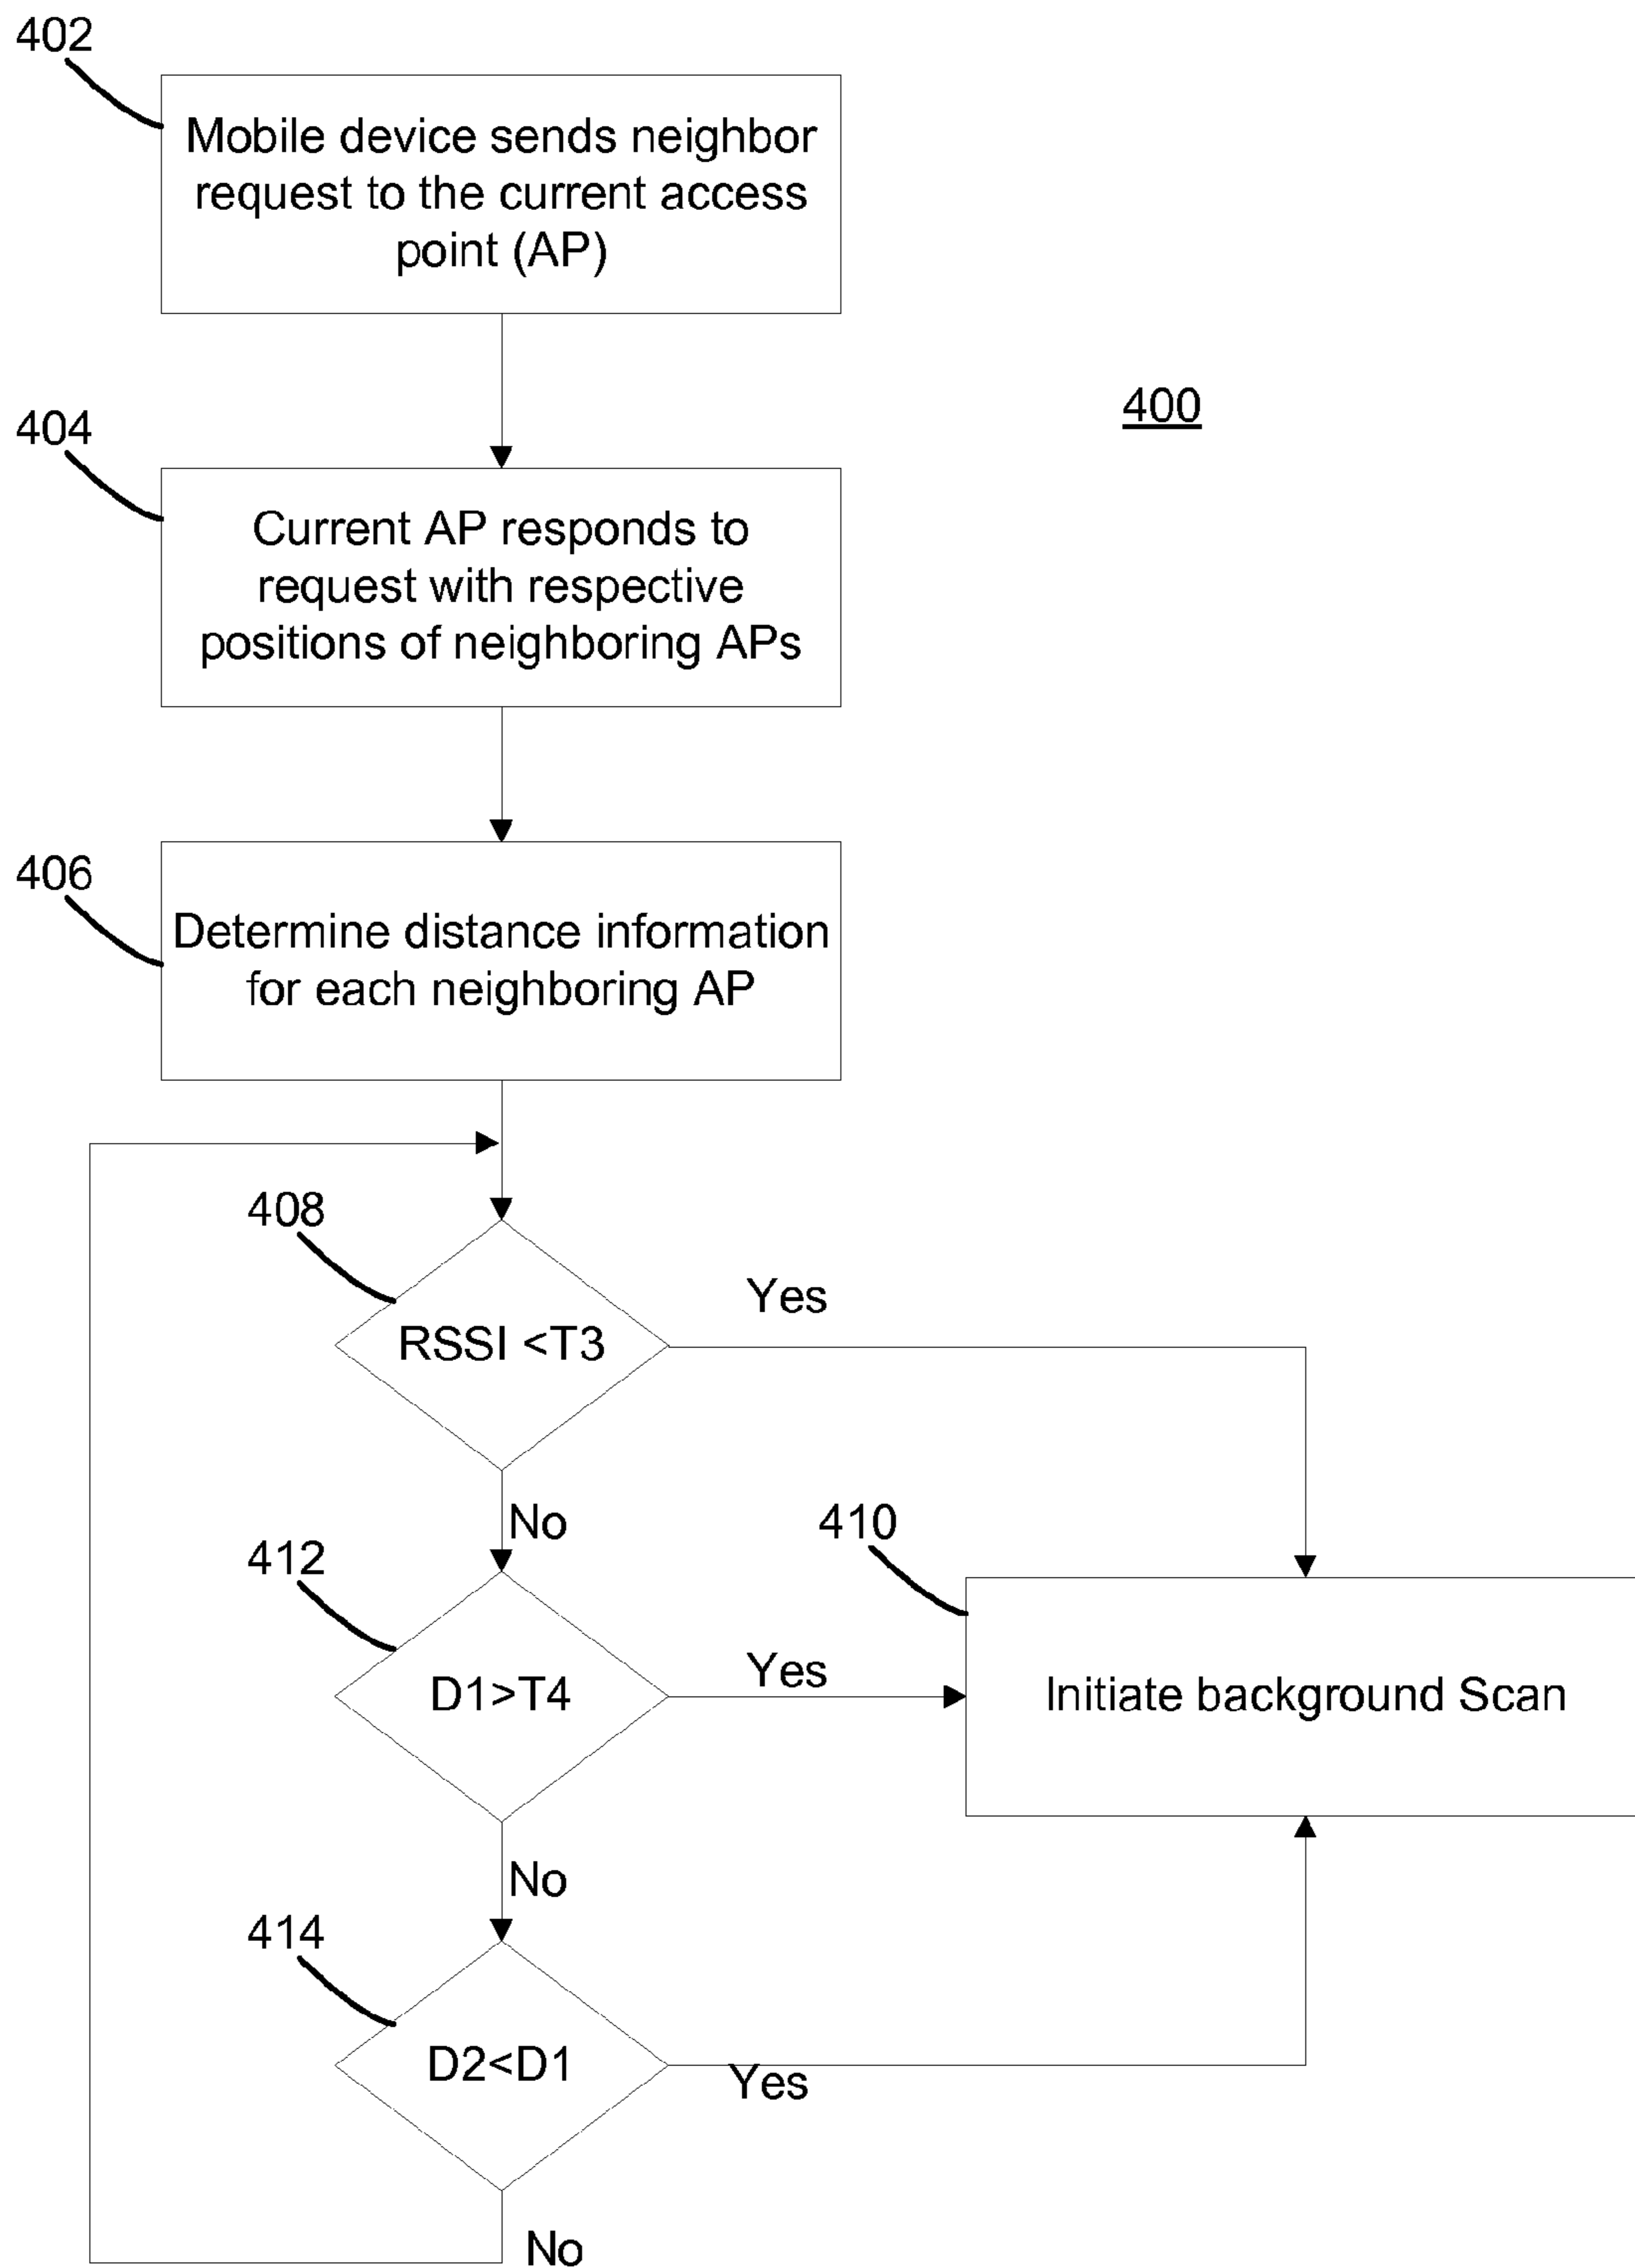 402
Mobile device sends neighbor
request to the current access
point (AP)
400
404
Current AP responds to
request with respective
positions of neighboring APs
406
Determine distance information
for each neighboring AP
408
Yes
RSSI <T3
No
410
412
Yes
D1>T4
Initiate background Scan
No
414
D2<D1
Yes
No